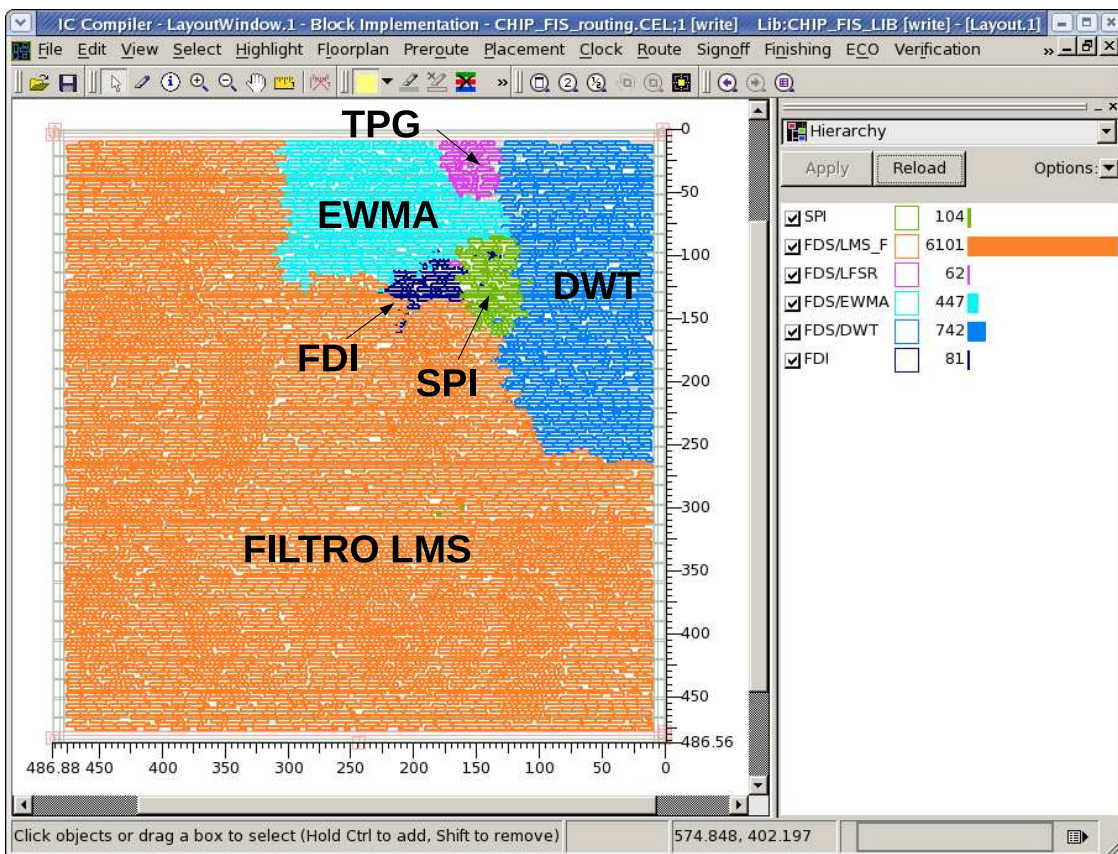 IC Compiler - LayoutWindow.1 - Block Implementation - CHIP_FIS_routing.CEL;1 [write] Lib:CHIP_FIS_LIB [write] - [Layout.1]
File Edit View Select Highlight Floorplan Preroute Placement Clock Route Signoff Finishing ECO Verification »
» 2 ½
Hierarchy
Apply Reload Options:
SPI 104
FDS/LMS_F 6101
FDS/LFSR 62
FDS/EWMA 447
FDS/DWT 742
FDI 81
TPG
EWMA
DWT
FDI
SPI
FILTRO LMS
0
50
100
150
200
250
300
350
400
450
486.56
486.88 450 400 350 300 250 200 150 100 50 0
Click objects or drag a box to select (Hold Ctrl to add, Shift to remove) 574.848, 402.197